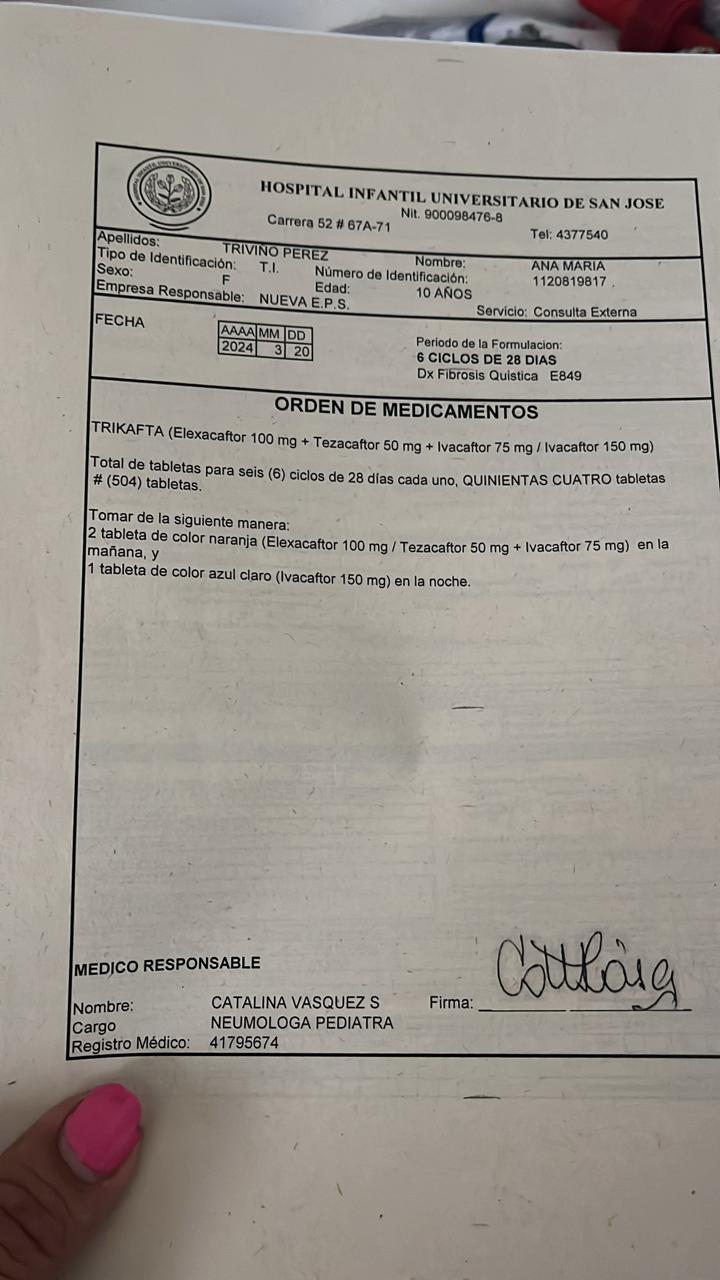 HOSPITAL INFANTIL UNIVERSITARIO DE SAN JOSE
Nit. 900098476-8
Carrera 52 # 67A-71 Tel: 4377540
Apellidos: TRIVIÑO PEREZ Nombre: ANA MARIA
Tipo de Identificación: T.I. Número de Identificación: 1120819817
Sexo: F Edad: 10 AÑOS
Empresa Responsable: NUEVA E.P.S. Servicio: Consulta Externa
FECHA
AAAA MM DD
2024 3 20
Periodo de la Formulacion:
6 CICLOS DE 28 DIAS
Dx Fibrosis Quistica E849
ORDEN DE MEDICAMENTOS
TRIKAFTA (Elexacaftor 100 mg + Tezacaftor 50 mg + Ivacaftor 75 mg / Ivacaftor 150 mg)
Total de tabletas para seis (6) ciclos de 28 días cada uno, QUINIENTAS CUATRO tabletas
# (504) tabletas.
Tomar de la siguiente manera:
2 tableta de color naranja (Elexacaftor 100 mg / Tezacaftor 50 mg + Ivacaftor 75 mg) en la
mañana, y
1 tableta de color azul claro (Ivacaftor 150 mg) en la noche.
MEDICO RESPONSABLE
Nombre: CATALINA VASQUEZ S Firma:
Cargo NEUMOLOGA PEDIATRA
Registro Médico: 41795674